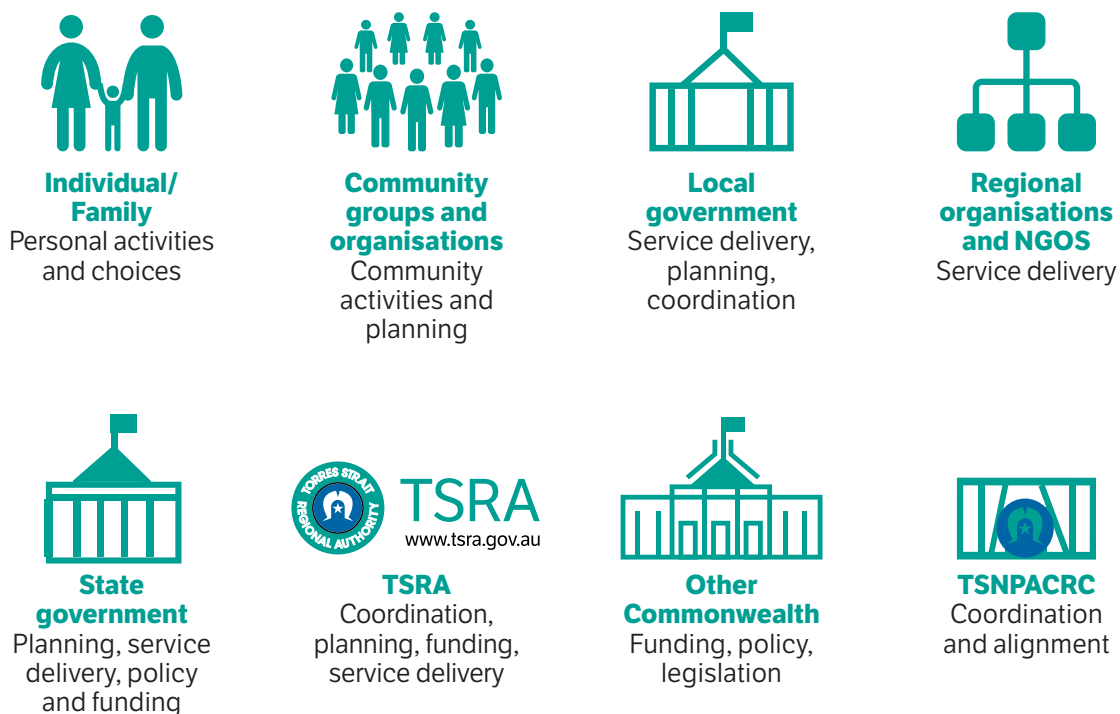 Individual/
Family
Personal activities
and choices
Community
groups and
organisations
Community
activities and
planning
Local
government
Service delivery,
planning,
coordination
Regional
organisations
and NGOS
Service delivery
State
government
Planning, service
delivery, policy
and funding
TORRES STRAIT
REGIONAL AUTHORITY
TSRA
www.tsra.gov.au
TSRA
Coordination,
planning, funding,
service delivery
Other
Commonwealth
Funding, policy,
legislation
TSNPACRC
Coordination
and alignment